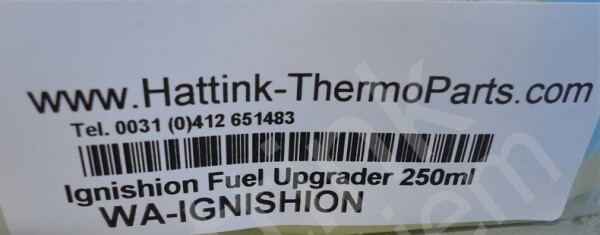 www.Hattink-ThermoParts.com
Tel. 0031 (0)412 651483
Ignishion Fuel Upgrader 250ml
WA-IGNISHION